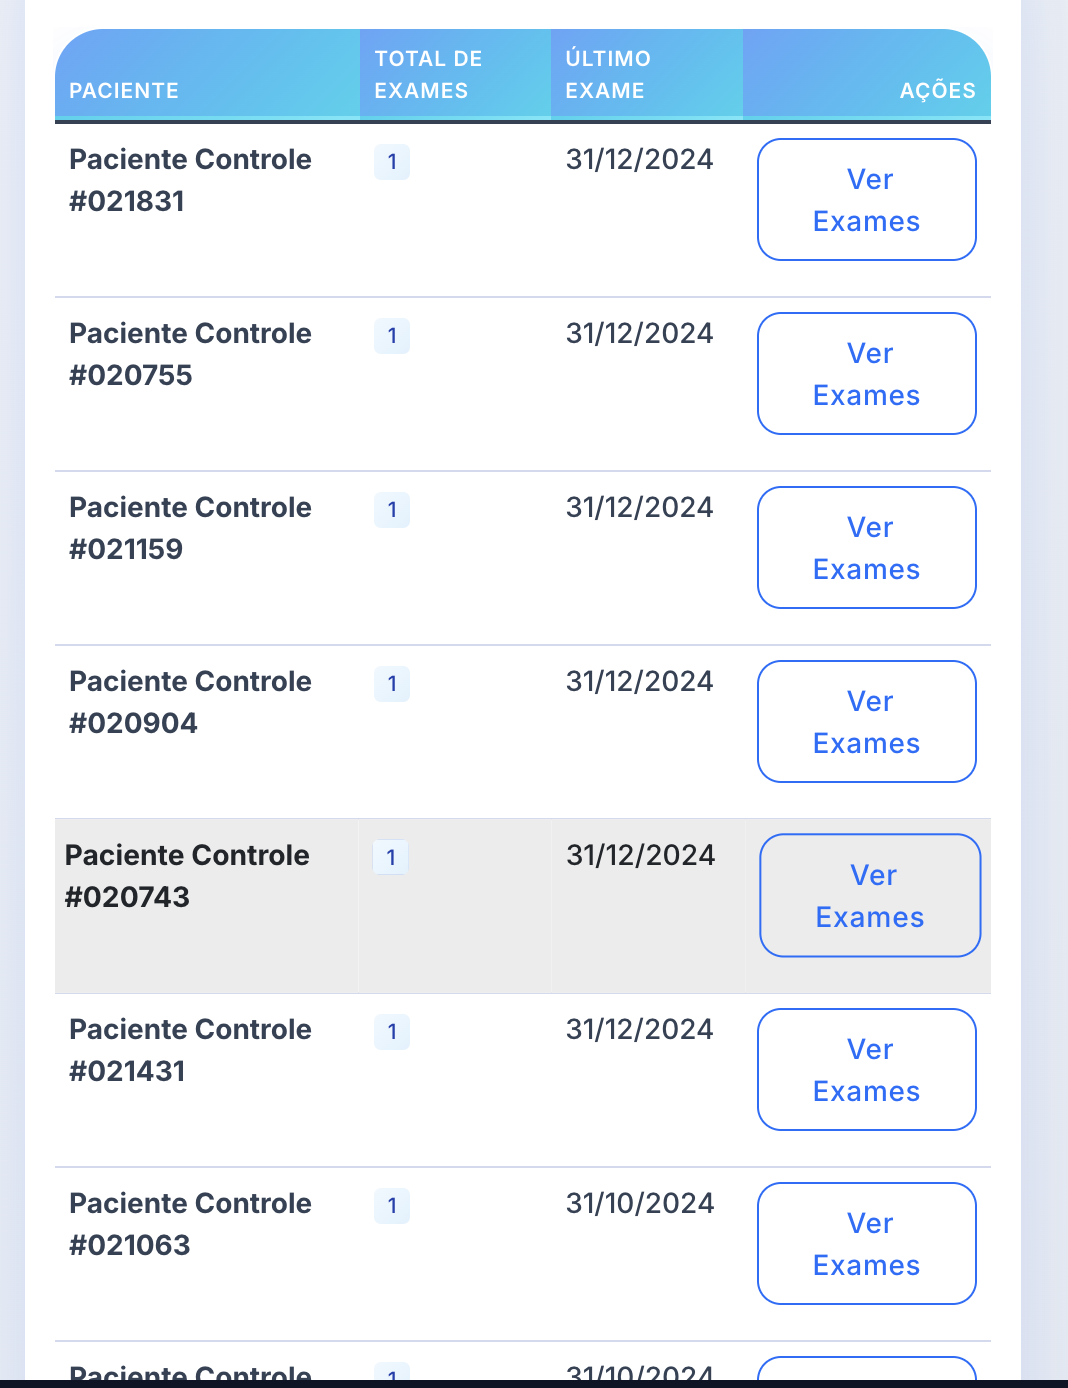 PACIENTE
TOTAL DE
EXAMES
ÚLTIMO
EXAME
AÇÕES
Paciente Controle
#021831
1
31/12/2024
Ver
Exames
Paciente Controle
#020755
1
31/12/2024
Ver
Exames
Paciente Controle
#021159
1
31/12/2024
Ver
Exames
Paciente Controle
#020904
1
31/12/2024
Ver
Exames
Paciente Controle
#020743
1
31/12/2024
Ver
Exames
Paciente Controle
#021431
1
31/12/2024
Ver
Exames
Paciente Controle
#021063
1
31/10/2024
Ver
Exames
Paciente Controle
1
31/10/2024